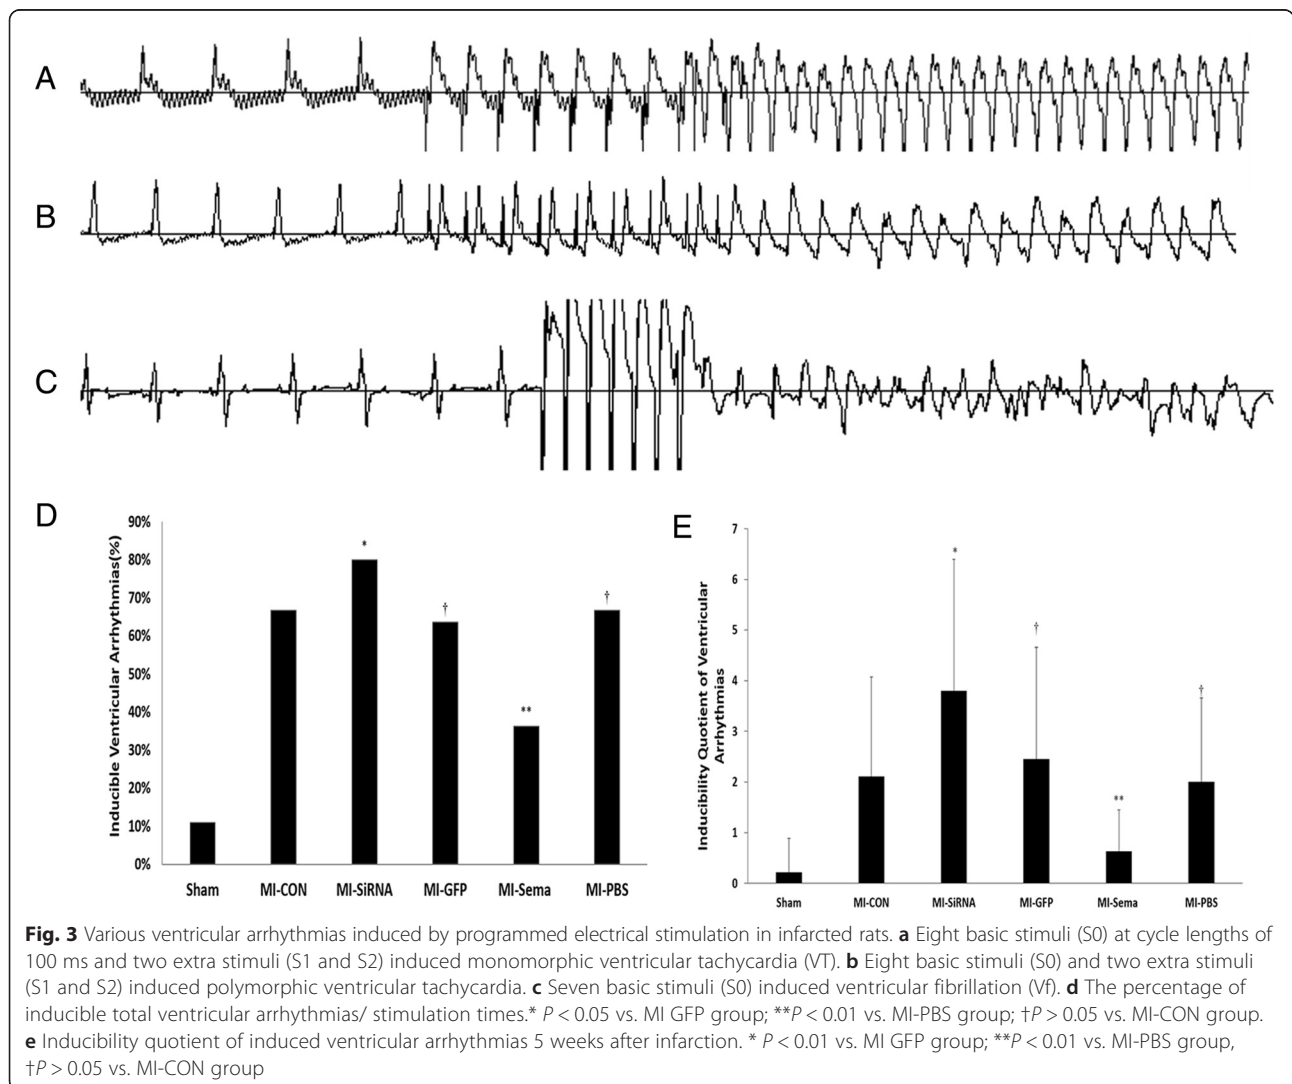 A
B
C
D
Inducible Ventricular Arrhythmias(%)
90%
80%
70%
60%
50%
40%
30%
20%
10%
0%
*
†
**
†
Sham MI-CON MI-SiRNA MI-GFP MI-Sema MI-PBS
E
Inducibility Quotient of Ventricular
Arrhythmias
7
6
5
4
3
2
1
0
*
†
**
†
Sham MI-CON MI-SiRNA MI-GFP MI-Sema MI-PBS
Fig. 3 Various ventricular arrhythmias induced by programmed electrical stimulation in infarcted rats. a Eight basic stimuli (S0) at cycle lengths of
100 ms and two extra stimuli (S1 and S2) induced monomorphic ventricular tachycardia (VT). b Eight basic stimuli (S0) and two extra stimuli
(S1 and S2) induced polymorphic ventricular tachycardia. c Seven basic stimuli (S0) induced ventricular fibrillation (Vf). d The percentage of
inducible total ventricular arrhythmias/ stimulation times.* P < 0.05 vs. MI GFP group; **P < 0.01 vs. MI-PBS group; †P > 0.05 vs. MI-CON group.
e Inducibility quotient of induced ventricular arrhythmias 5 weeks after infarction. * P < 0.01 vs. MI GFP group; **P < 0.01 vs. MI-PBS group,
†P > 0.05 vs. MI-CON group